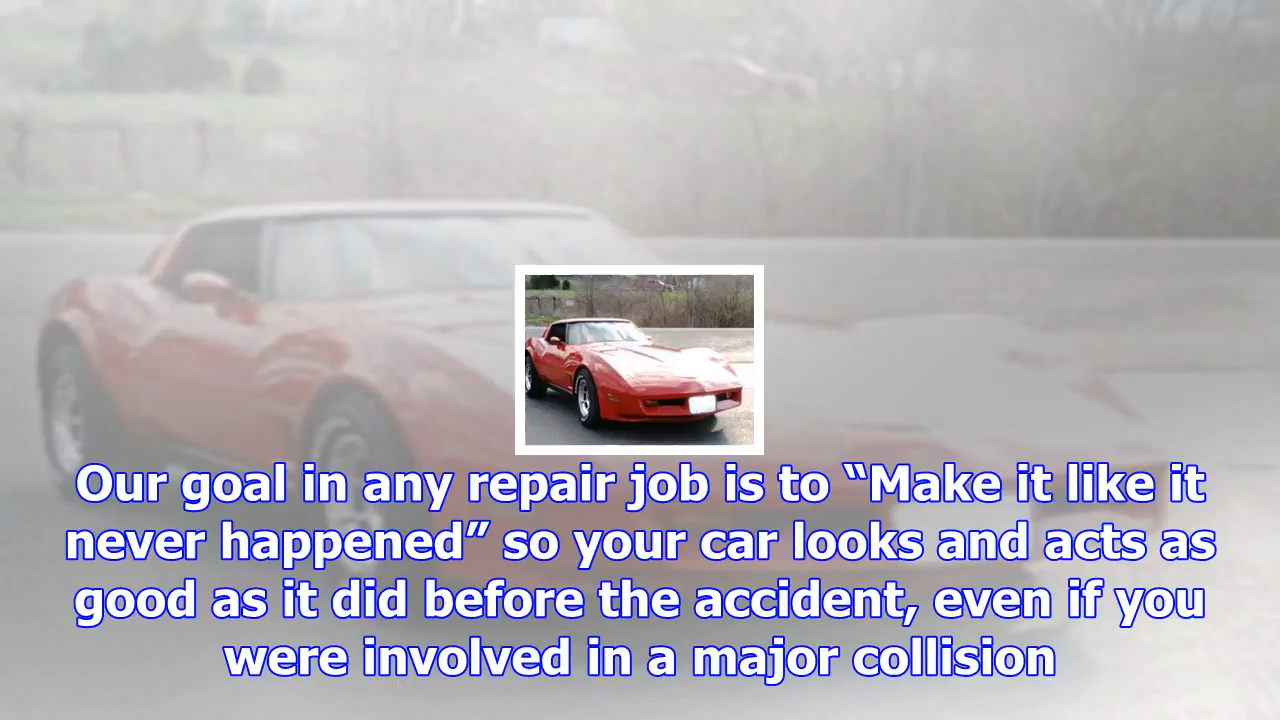 Our goal in any repair job is to “Make it like it
never happened” so your car looks and acts as
good as it did before the accident, even if you
were involved in a major collision